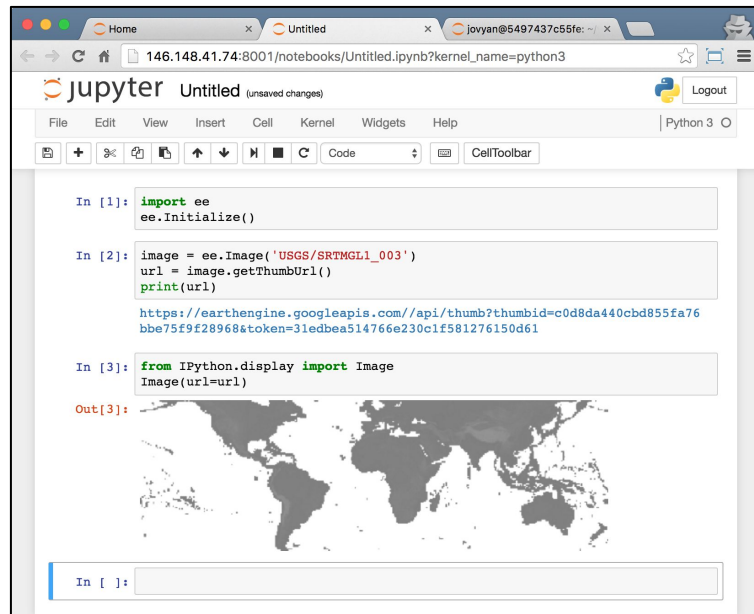 Home
Untitled
jovyan@5497437c55fe: ~/
146.148.41.74:8001/notebooks/Untitled.ipynb?kernel_name=python3
jupyter Untitled (unsaved changes)
Logout
File Edit View Insert Cell Kernel Widgets Help
Python 3
Code
CellToolbar
In [1]: import ee
ee.Initialize()
In [2]: image = ee.Image('USGS/SRTMGL1_003')
url = image.getThumbUrl()
print(url)
https://earthengine.googleapis.com//api/thumb?thumbid=c0d8da440cbd855fa76
bbe75f9f28968&token=31edbea514766e230c1f581276150d61
In [3]: from IPython.display import Image
Image(url=url)
Out[3]:
In [ ]: